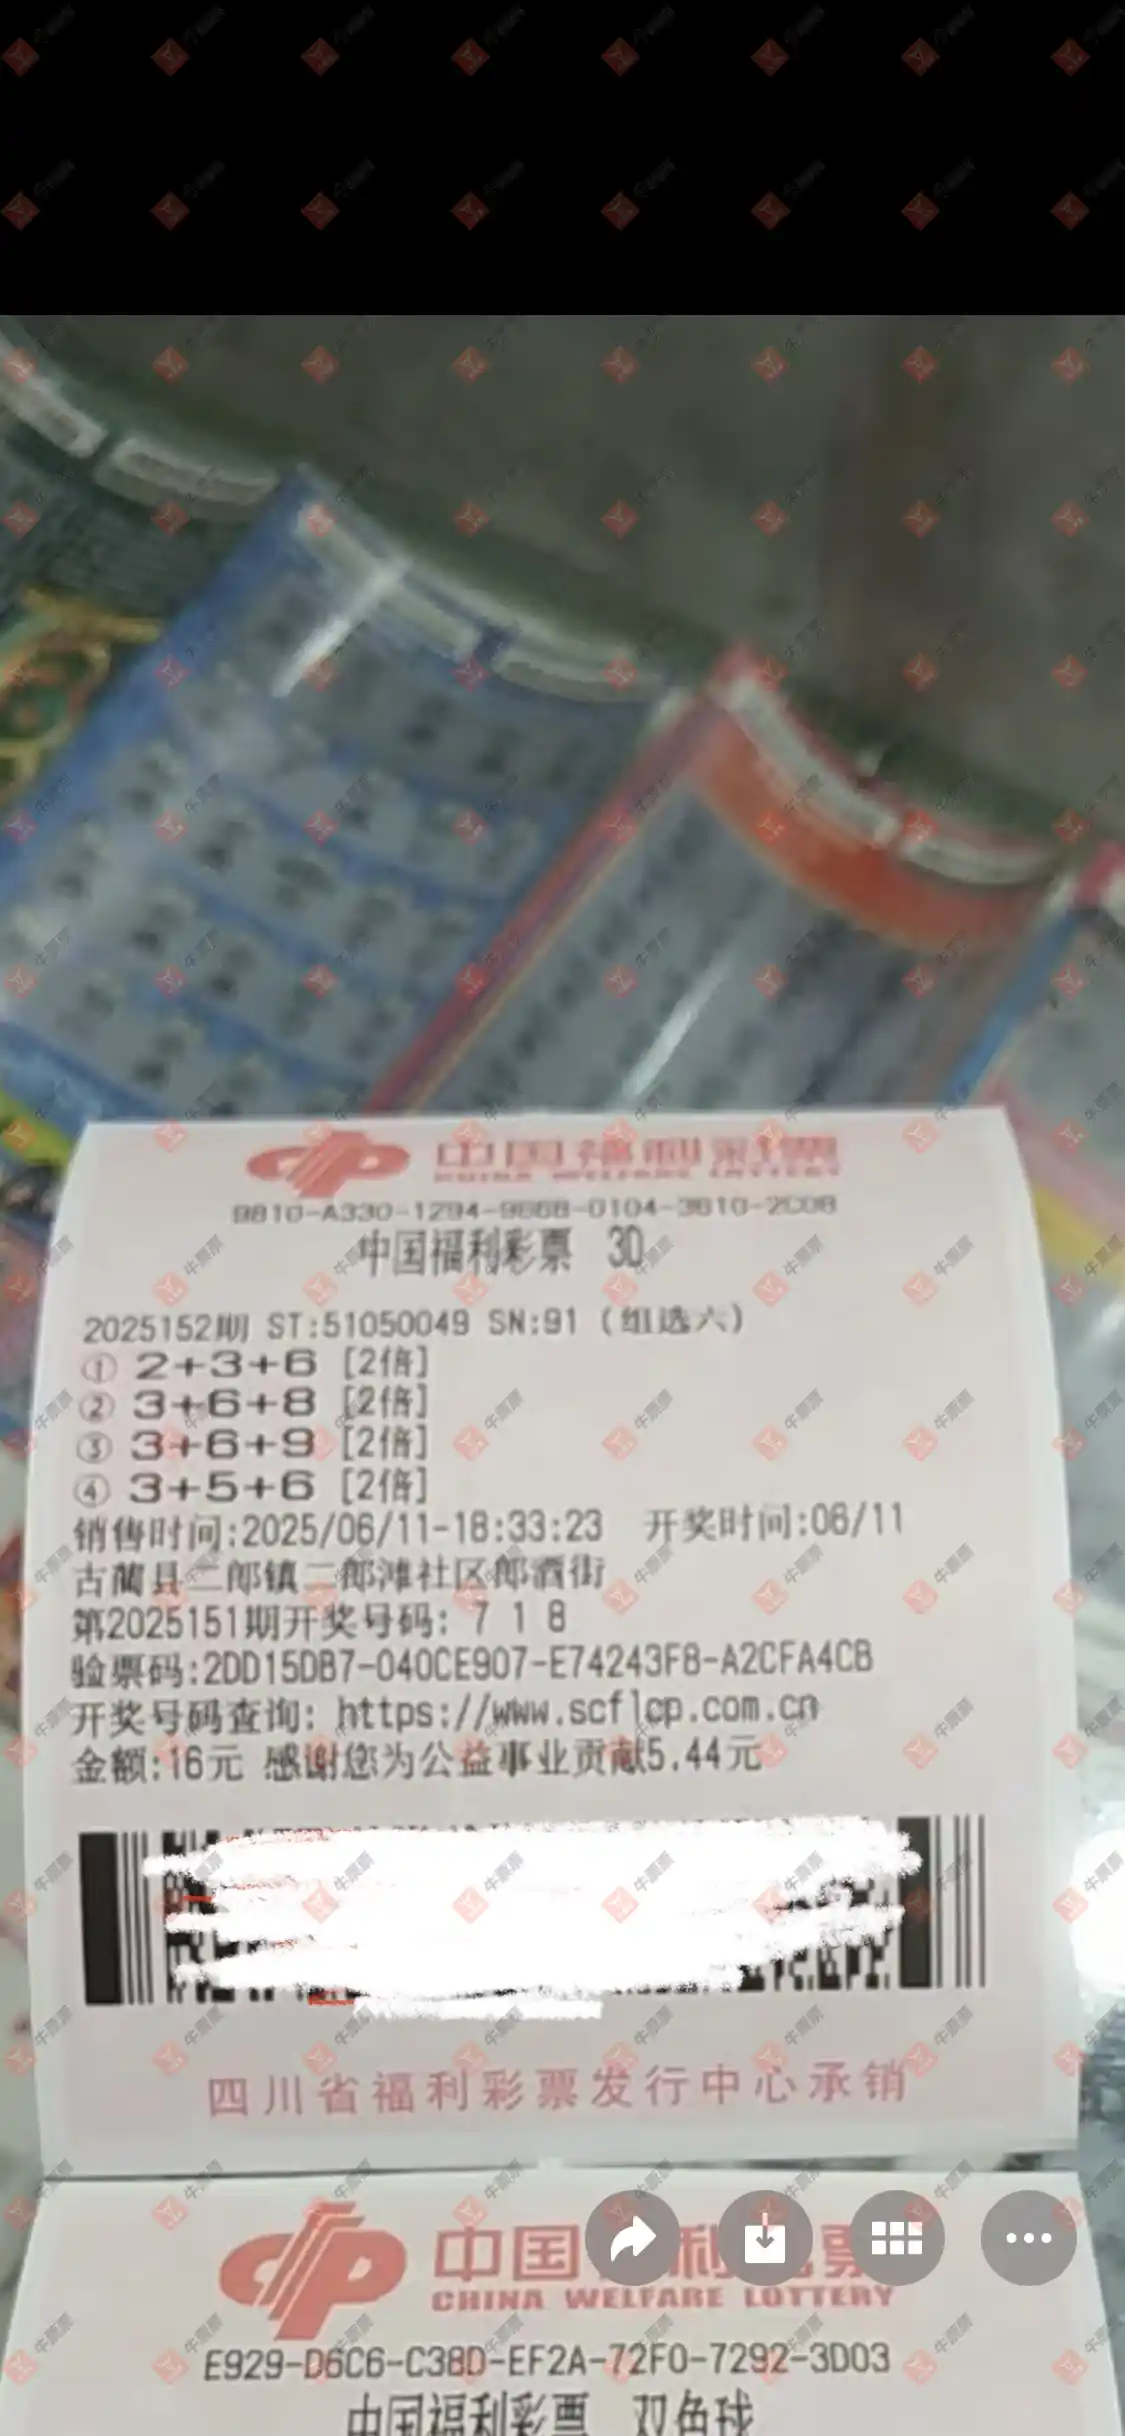 中国福利彩票
CHINA WELFARE LOTTERY
中国福利彩票 3D
2025152期 ST:51050049 SN:91 (组选六)
① 2+3+6 [2倍]
② 3+6+8 [2倍]
③ 3+6+9 [2倍]
④ 3+5+6 [2倍]
销售时间:2025/06/11-18:33:23 开奖时间:06/11
古蔺县二郎镇二郎滩社区郎酒街
第2025151期开奖号码: 7 1 8
验票码:2DD15DB7-040CE907-E74243F8-A2CFA4CB
开奖号码查询: https://www.scflcp.com.cn
金额:16元 感谢您为公益事业贡献5.44元
四川省福利彩票发行中心承销
中国 利 票
CHINA WELFARE LOTTERY
E929-D6C6-C38D-EF2A-72F0-7292-3D03
中国福利彩票 双色球
牛票票